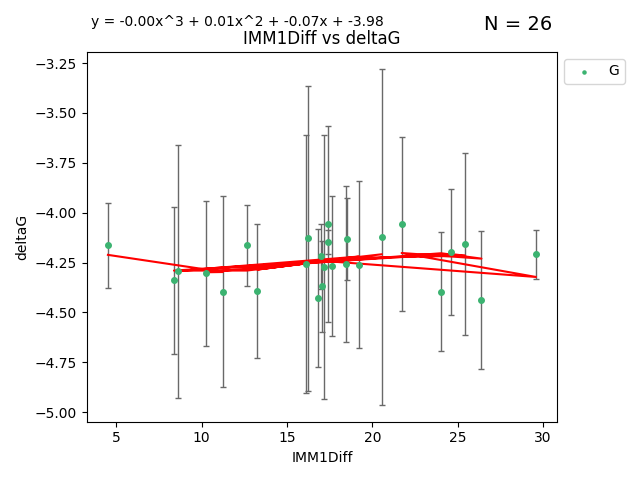 y = -0.00x^3 + 0.01x^2 + -0.07x + -3.98
N = 26
IMM1Diff vs deltaG
G
−3.25
−3.50
−3.75
−4.00
−4.25
−4.50
−4.75
−5.00
deltaG
5 10 15 20 25 30
IMM1Diff